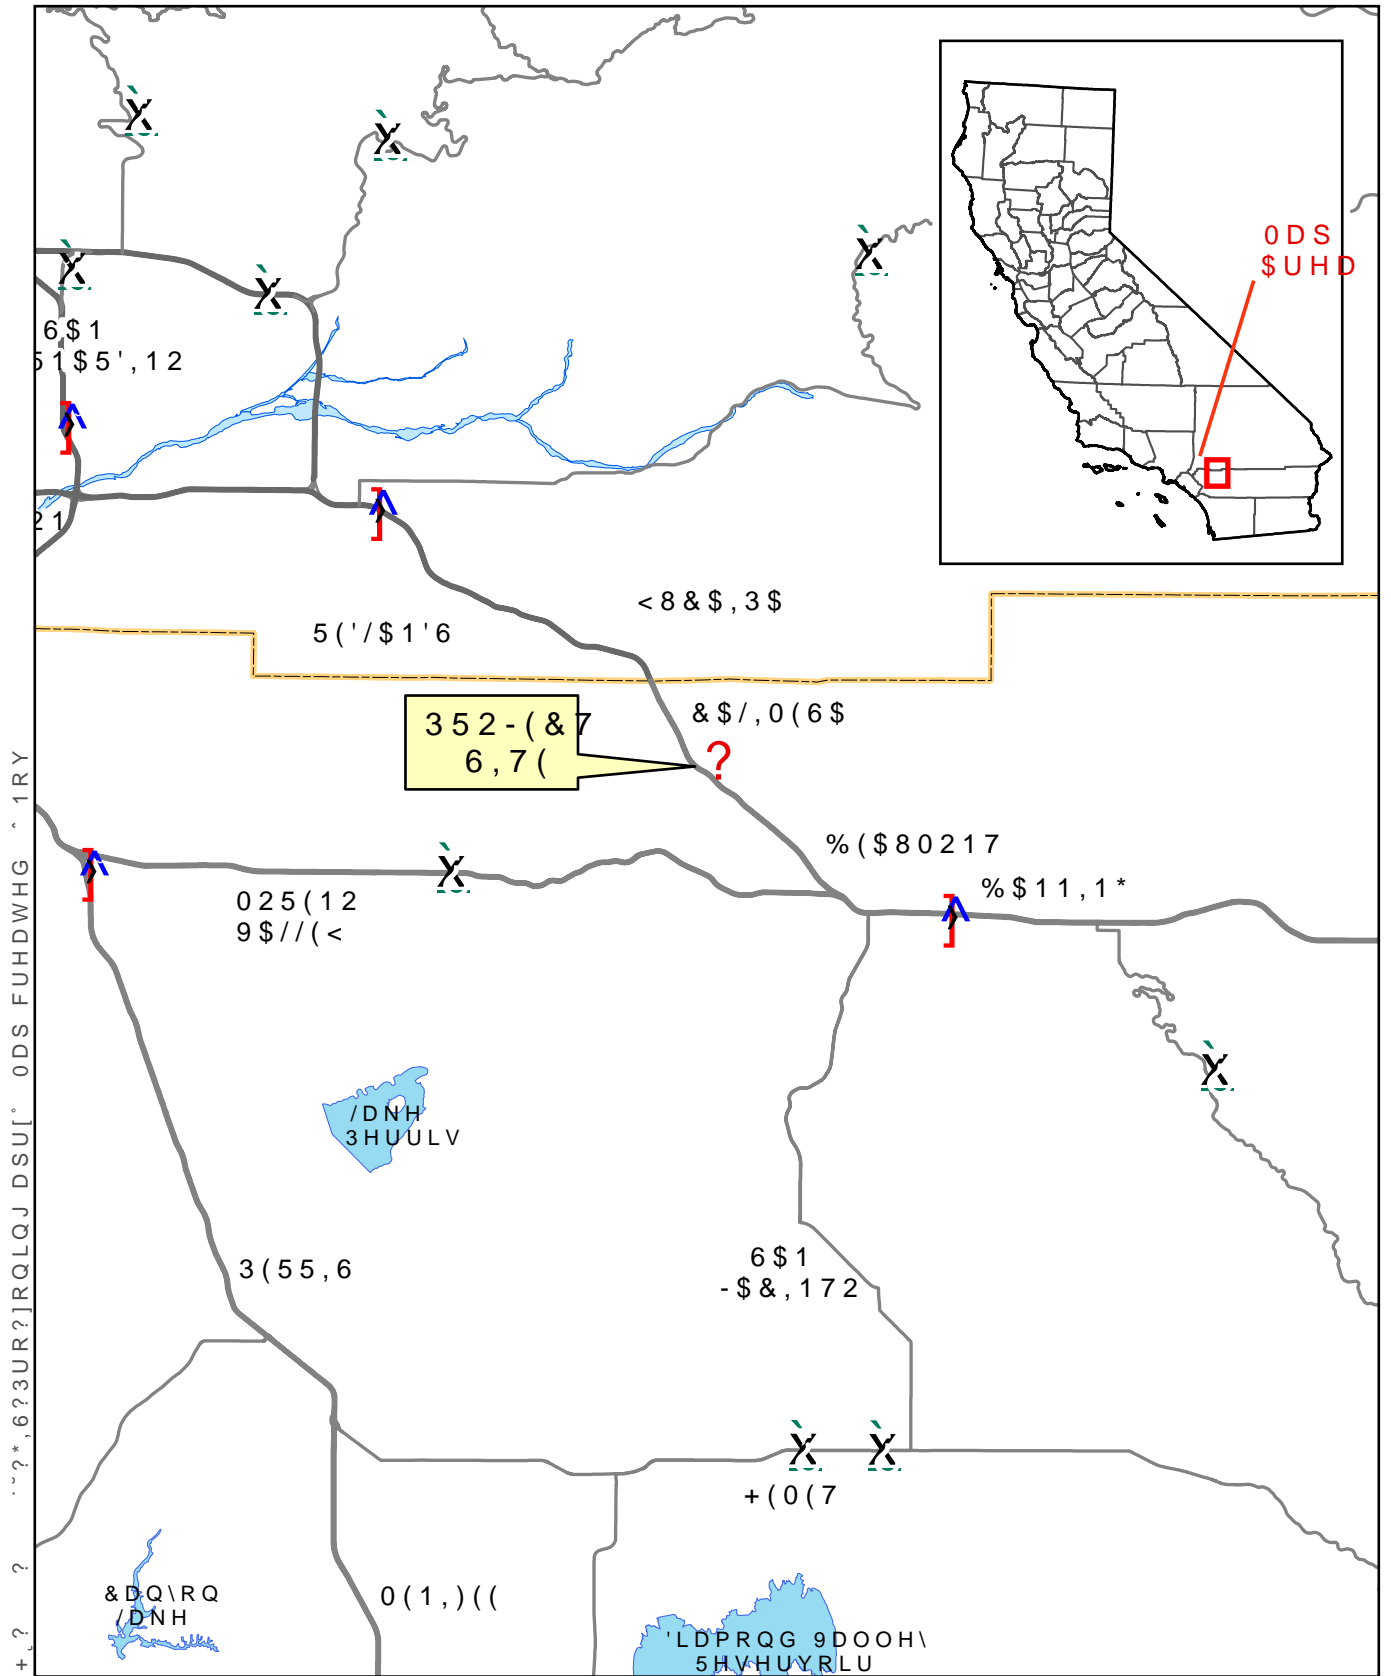 0DS
$UHD
6$1
51$5',12
21
<8&$,3$
5('/$1'6
352-(&7
6,7(
&$/,0(6$
?
%($80217
%$11,1*
025(12
9$//(<
/DNH
3HUULV
3(55,6
6$1
-$&,172
+(0(7
&DQ\RQ
/DNH
0(1,)((
'LDPRQG 9DOOH\
5HVHUYRLU